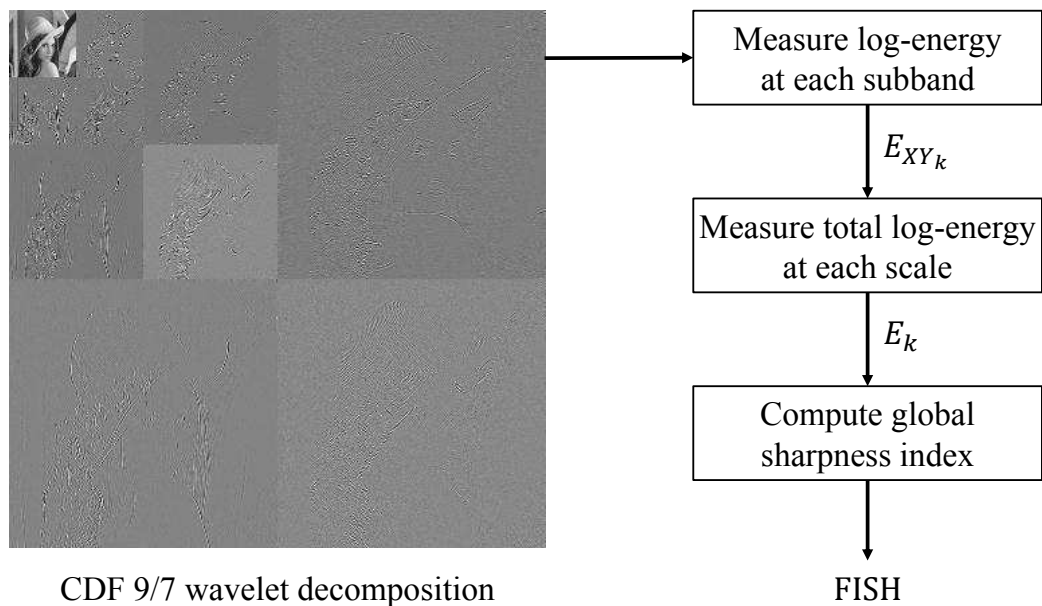 Measure log-energy
at each subband
E_{XY_k}
Measure total log-energy
at each scale
E_k
Compute global
sharpness index
CDF 9/7 wavelet decomposition
FISH